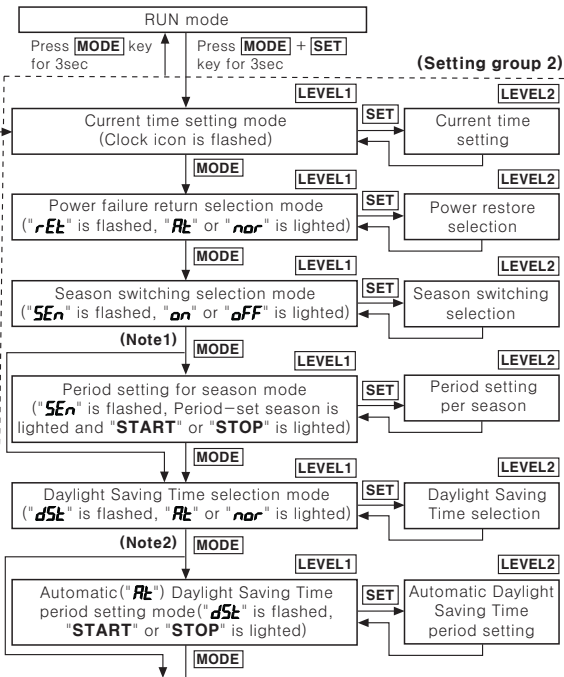 RUN mode
Press MODE key for 3sec
Press MODE + SET key for 3sec
(Setting group 2)
LEVEL1
Current time setting mode
(Clock icon is flashed)
SET
LEVEL2
Current time
setting
MODE
LEVEL1
Power failure return selection mode
("rEt" is flashed, "At" or "nor" is lighted)
SET
LEVEL2
Power restore
selection
MODE
LEVEL1
Season switching selection mode
("SEn" is flashed, "on" or "oFF" is lighted)
SET
LEVEL2
Season switching
selection
(Note1)
MODE
LEVEL1
Period setting for season mode
("SEn" is flashed, Period-set season is
lighted and "START" or "STOP" is lighted)
SET
LEVEL2
Period setting
per season
MODE
LEVEL1
Daylight Saving Time selection mode
("dSt" is flashed, "At" or "nor" is lighted)
SET
LEVEL2
Daylight Saving
Time selection
(Note2)
MODE
LEVEL1
Automatic("At") Daylight Saving Time
period setting mode("dSt" is flashed,
"START" or "STOP" is lighted)
SET
LEVEL2
Automatic Daylight
Saving Time
period setting
MODE